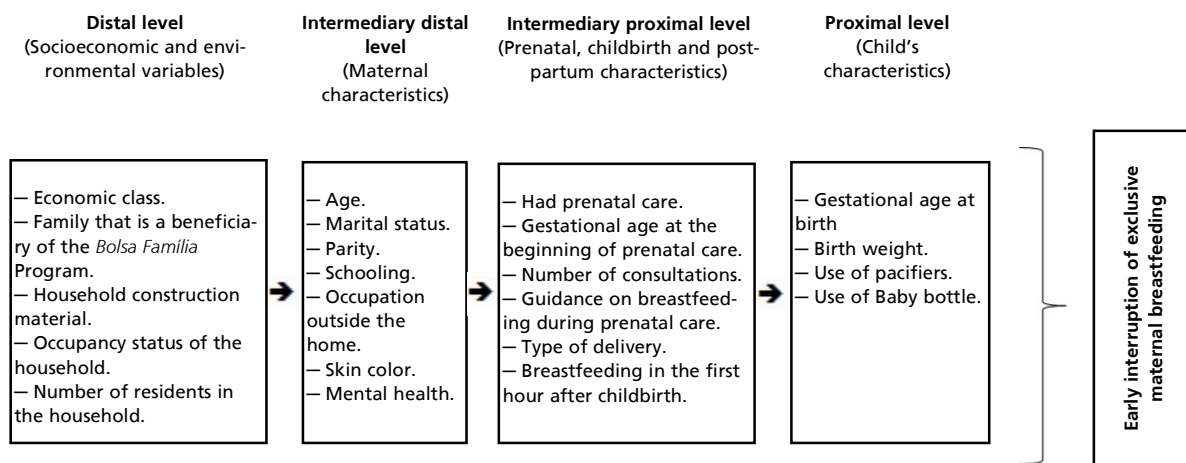 Distal level
(Socioeconomic and envi-
ronmental variables)
Intermediary distal
level
(Maternal
characteristics)
Intermediary proximal level
(Prenatal, childbirth and post-
partum characteristics)
Proximal level
(Child's
characteristics)
— Economic class.
— Family that is a beneficia-
ry of the Bolsa Família
Program.
— Household construction
material.
— Occupancy status of the
household.
— Number of residents in
the household.
— Age.
— Marital status.
— Parity.
— Schooling.
— Occupation
outside the
home.
— Skin color.
— Mental health.
— Had prenatal care.
— Gestational age at the
beginning of prenatal care.
— Number of consultations.
— Guidance on breastfeed-
ing during prenatal care.
— Type of delivery.
— Breastfeeding in the first
hour after childbirth.
— Gestational age at
birth
— Birth weight.
— Use of pacifiers.
— Use of Baby bottle.
Early interruption of exclusive
maternal breastfeeding